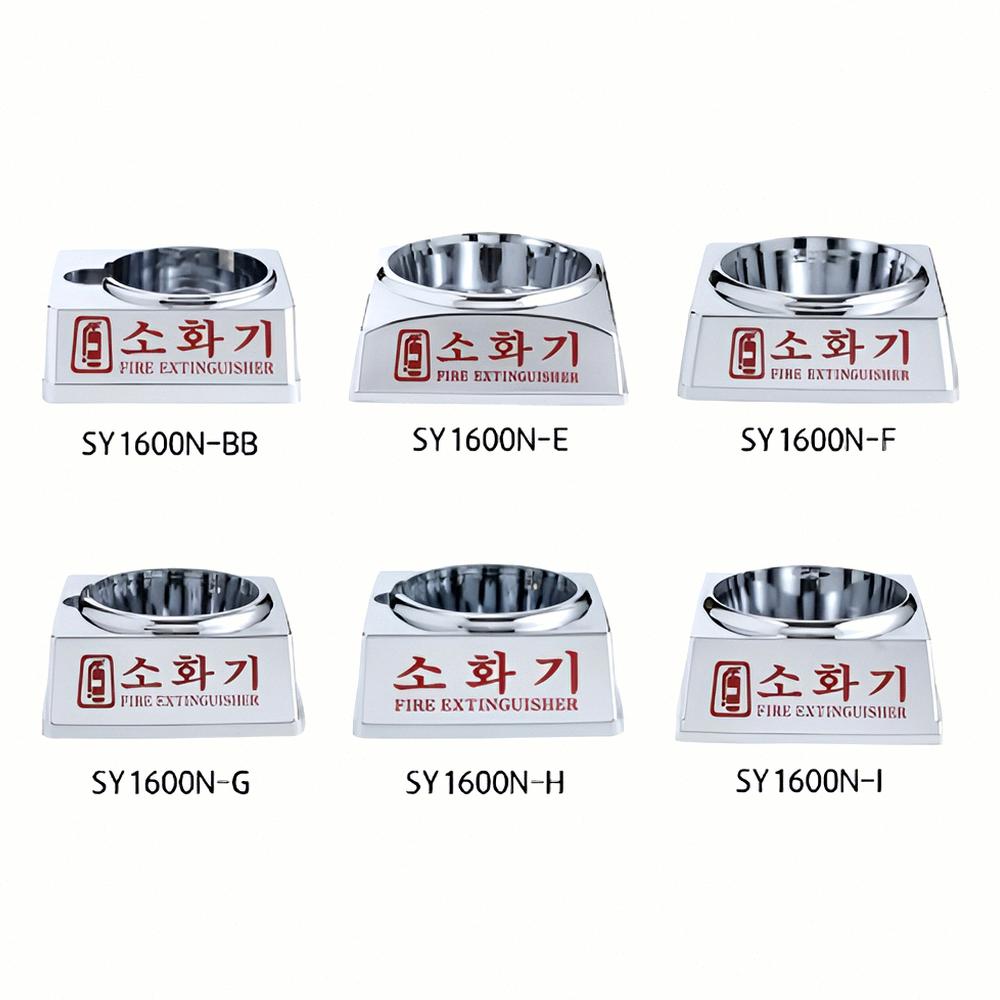 소화기
FIRE EXTINGUISHER
소화기
FIRE EXTINGUISHER
소화기
FIRE EXTINGUISHER
SY1600N-BB
SY1600N-E
SY1600N-F
소화기
FIRE EXTINGUISHER
소화기
FIRE EXTINGUISHER
소화기
FIRE EXTINGUISHER
SY1600N-G
SY1600N-H
SY1600N-I